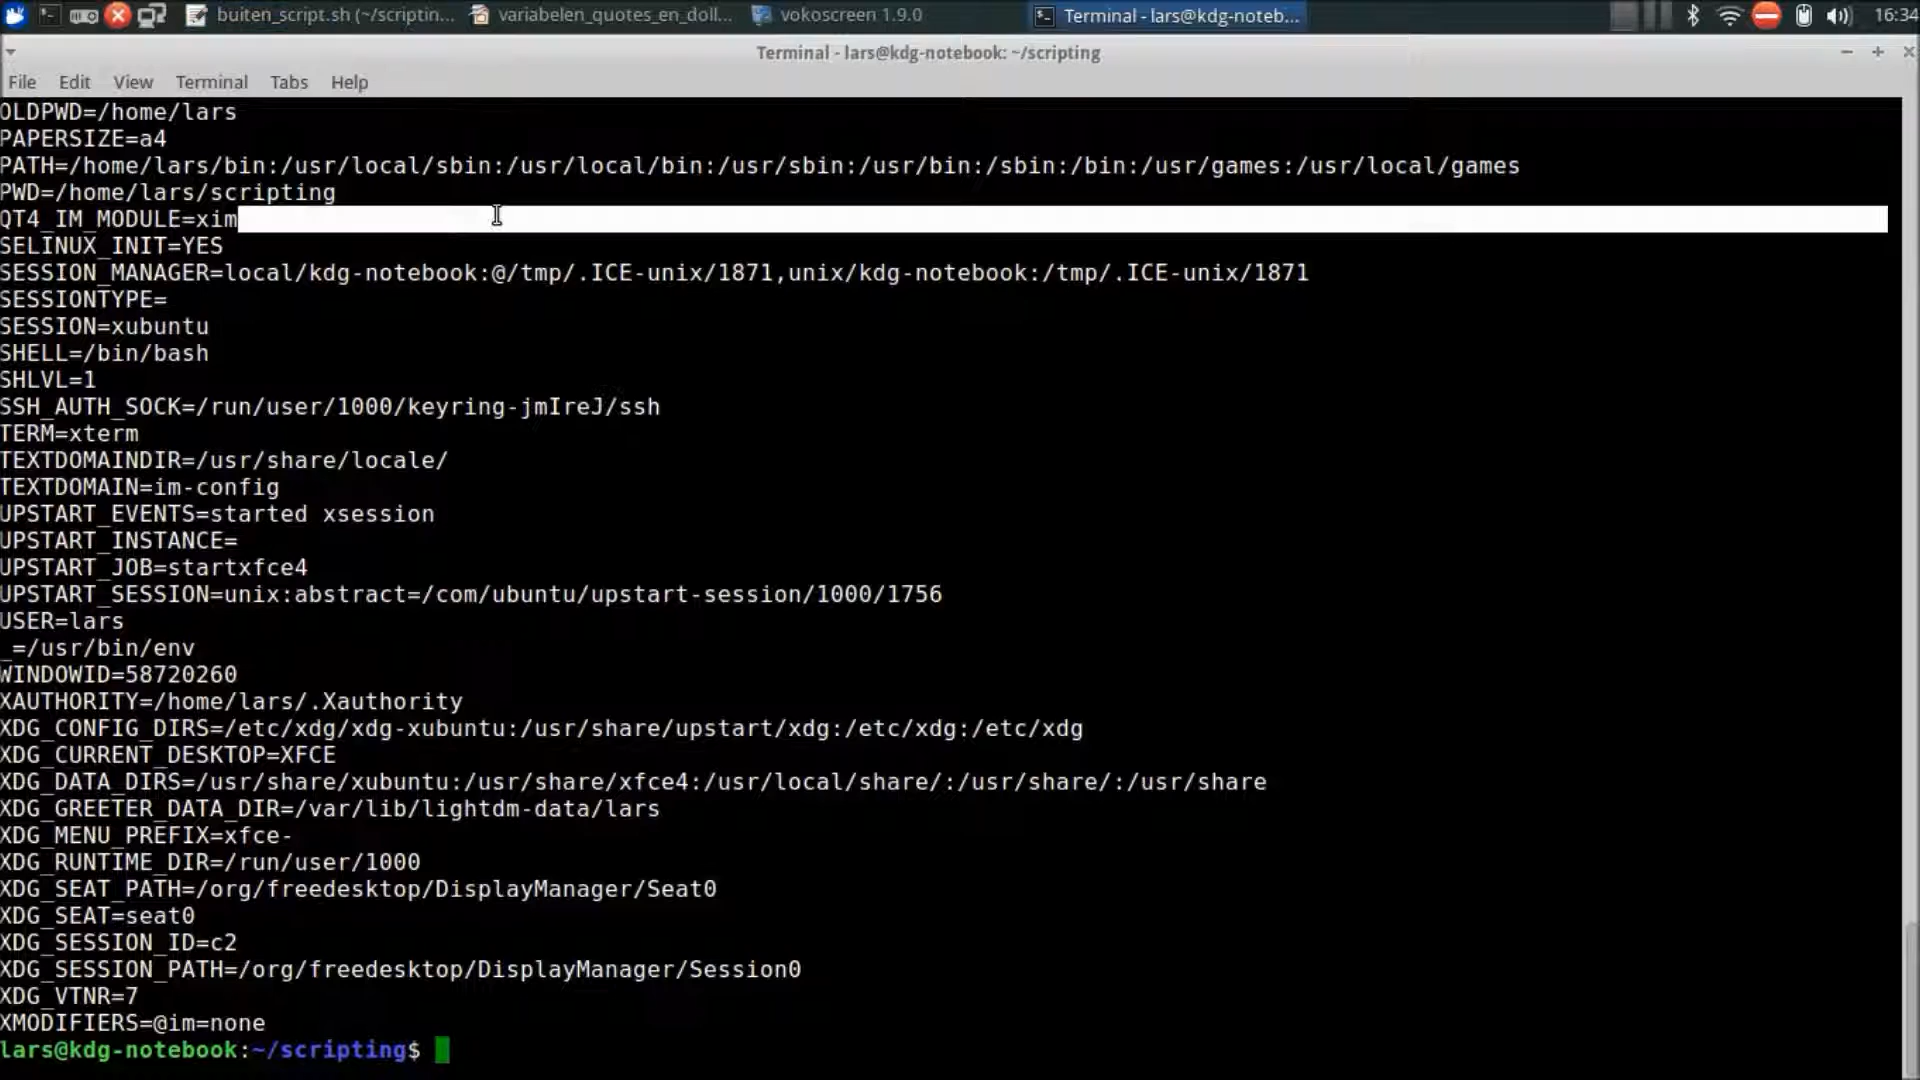 buiten_script.sh (~/scriptin...
variabelen_quotes_en_doll...
vokoscreen 1.9.0
Terminal - lars@kdg-noteb...
16:34
Terminal - lars@kdg-notebook: ~/scripting
File Edit View Terminal Tabs Help
OLDPWD=/home/lars
PAPERSIZE=a4
PATH=/home/lars/bin:/usr/local/sbin:/usr/local/bin:/usr/sbin:/usr/bin:/sbin:/bin:/usr/games:/usr/local/games
PWD=/home/lars/scripting
QT4_IM_MODULE=xim
SELINUX_INIT=YES
SESSION_MANAGER=local/kdg-notebook:@/tmp/.ICE-unix/1871,unix/kdg-notebook:/tmp/.ICE-unix/1871
SESSIONTYPE=
SESSION=xubuntu
SHELL=/bin/bash
SHLVL=1
SSH_AUTH_SOCK=/run/user/1000/keyring-jmIreJ/ssh
TERM=xterm
TEXTDOMAINDIR=/usr/share/locale/
TEXTDOMAIN=im-config
UPSTART_EVENTS=started xsession
UPSTART_INSTANCE=
UPSTART_JOB=startxfce4
UPSTART_SESSION=unix:abstract=/com/ubuntu/upstart-session/1000/1756
USER=lars
_=/usr/bin/env
WINDOWID=58720260
XAUTHORITY=/home/lars/.Xauthority
XDG_CONFIG_DIRS=/etc/xdg/xdg-xubuntu:/usr/share/upstart/xdg:/etc/xdg:/etc/xdg
XDG_CURRENT_DESKTOP=XFCE
XDG_DATA_DIRS=/usr/share/xubuntu:/usr/share/xfce4:/usr/local/share/:/usr/share/:/usr/share
XDG_GREETER_DATA_DIR=/var/lib/lightdm-data/lars
XDG_MENU_PREFIX=xfce-
XDG_RUNTIME_DIR=/run/user/1000
XDG_SEAT_PATH=/org/freedesktop/DisplayManager/Seat0
XDG_SEAT=seat0
XDG_SESSION_ID=c2
XDG_SESSION_PATH=/org/freedesktop/DisplayManager/Session0
XDG_VTNR=7
XMODIFIERS=@im=none
lars@kdg-notebook:~/scripting$